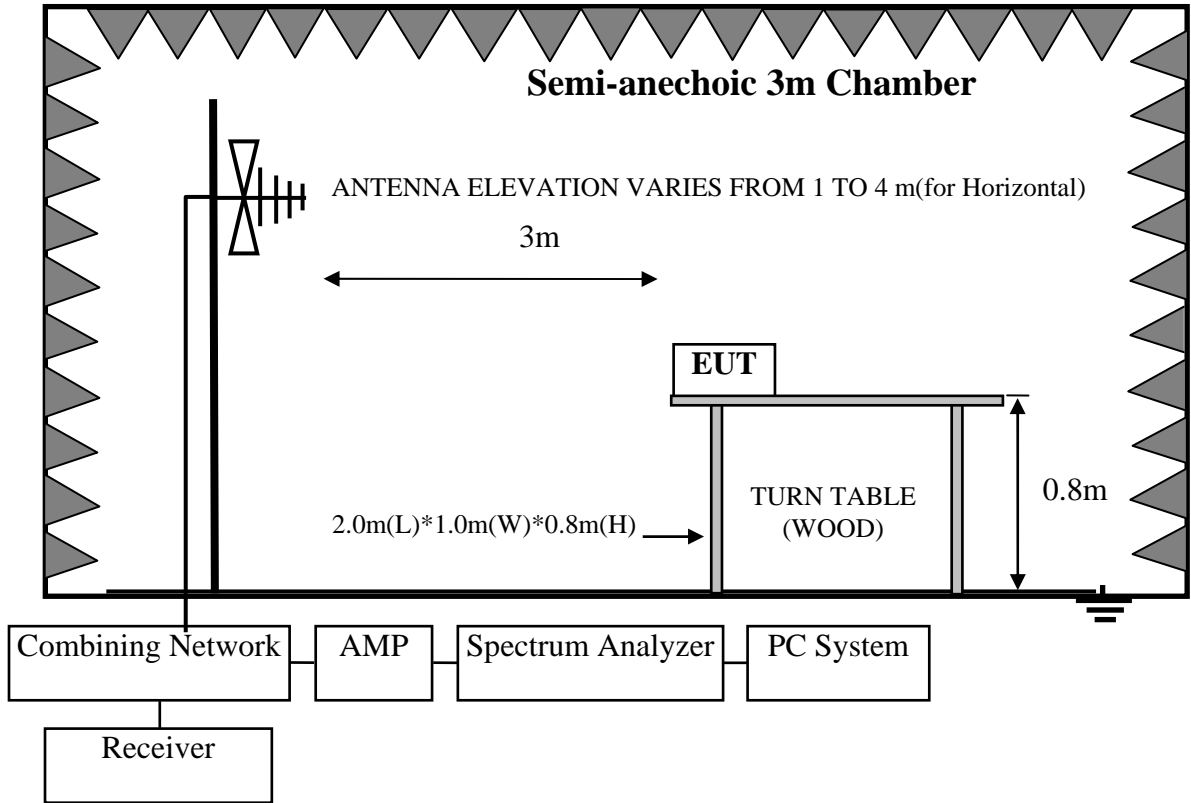 Semi-anechoic 3m Chamber
ANTENNA ELEVATION VARIES FROM 1 TO 4 m(for Horizontal)
3m
EUT
0.8m
TURN TABLE
(WOOD)
2.0m(L)*1.0m(W)*0.8m(H)
Combining Network
AMP
Spectrum Analyzer
PC System
Receiver